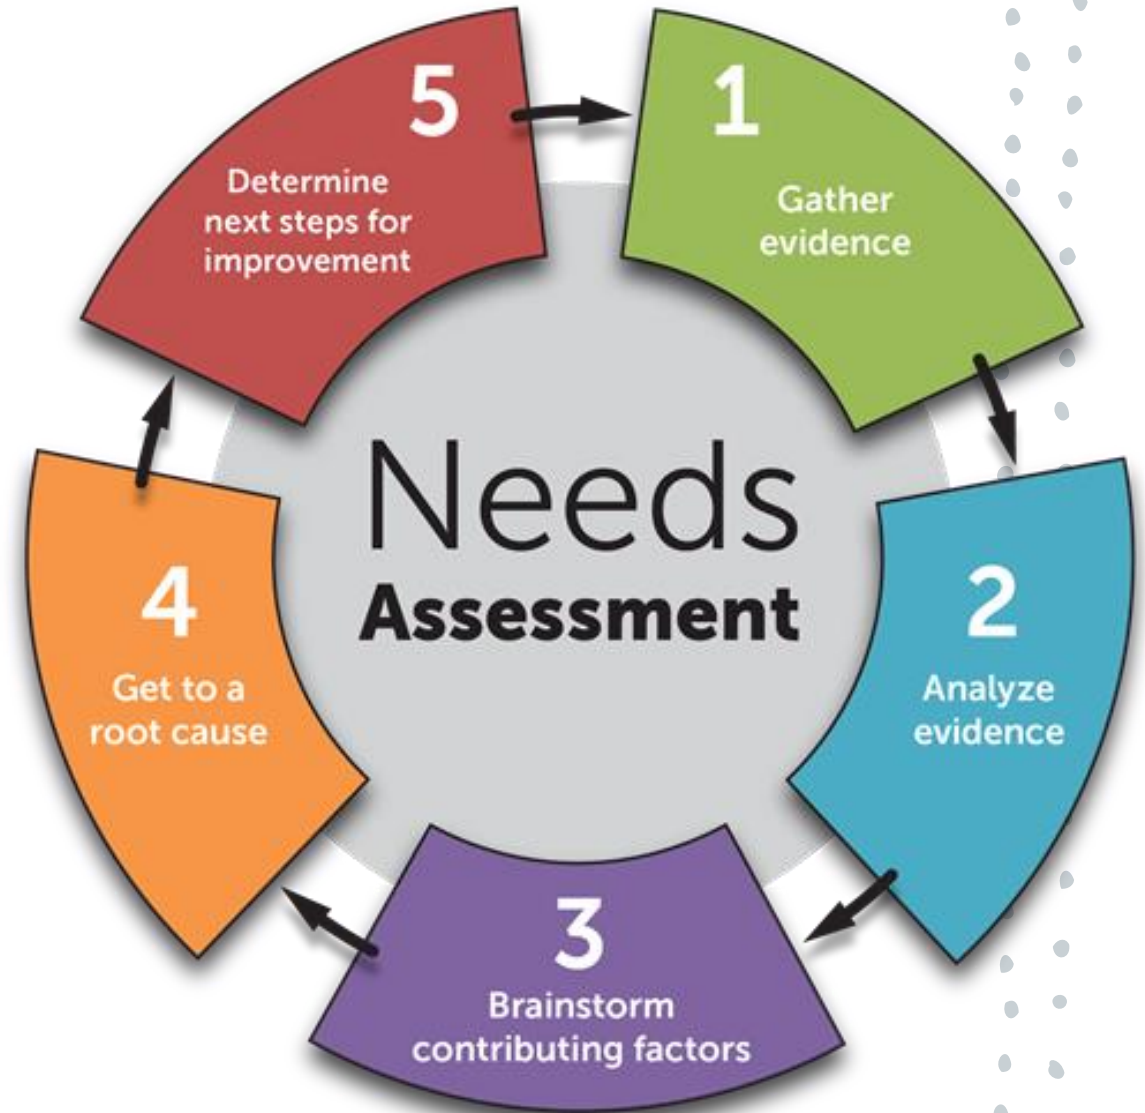 Needs
Assessment
1
Gather
evidence
2
Analyze
evidence
3
Brainstorm
contributing factors
4
Get to a
root cause
5
Determine
next steps for
improvement